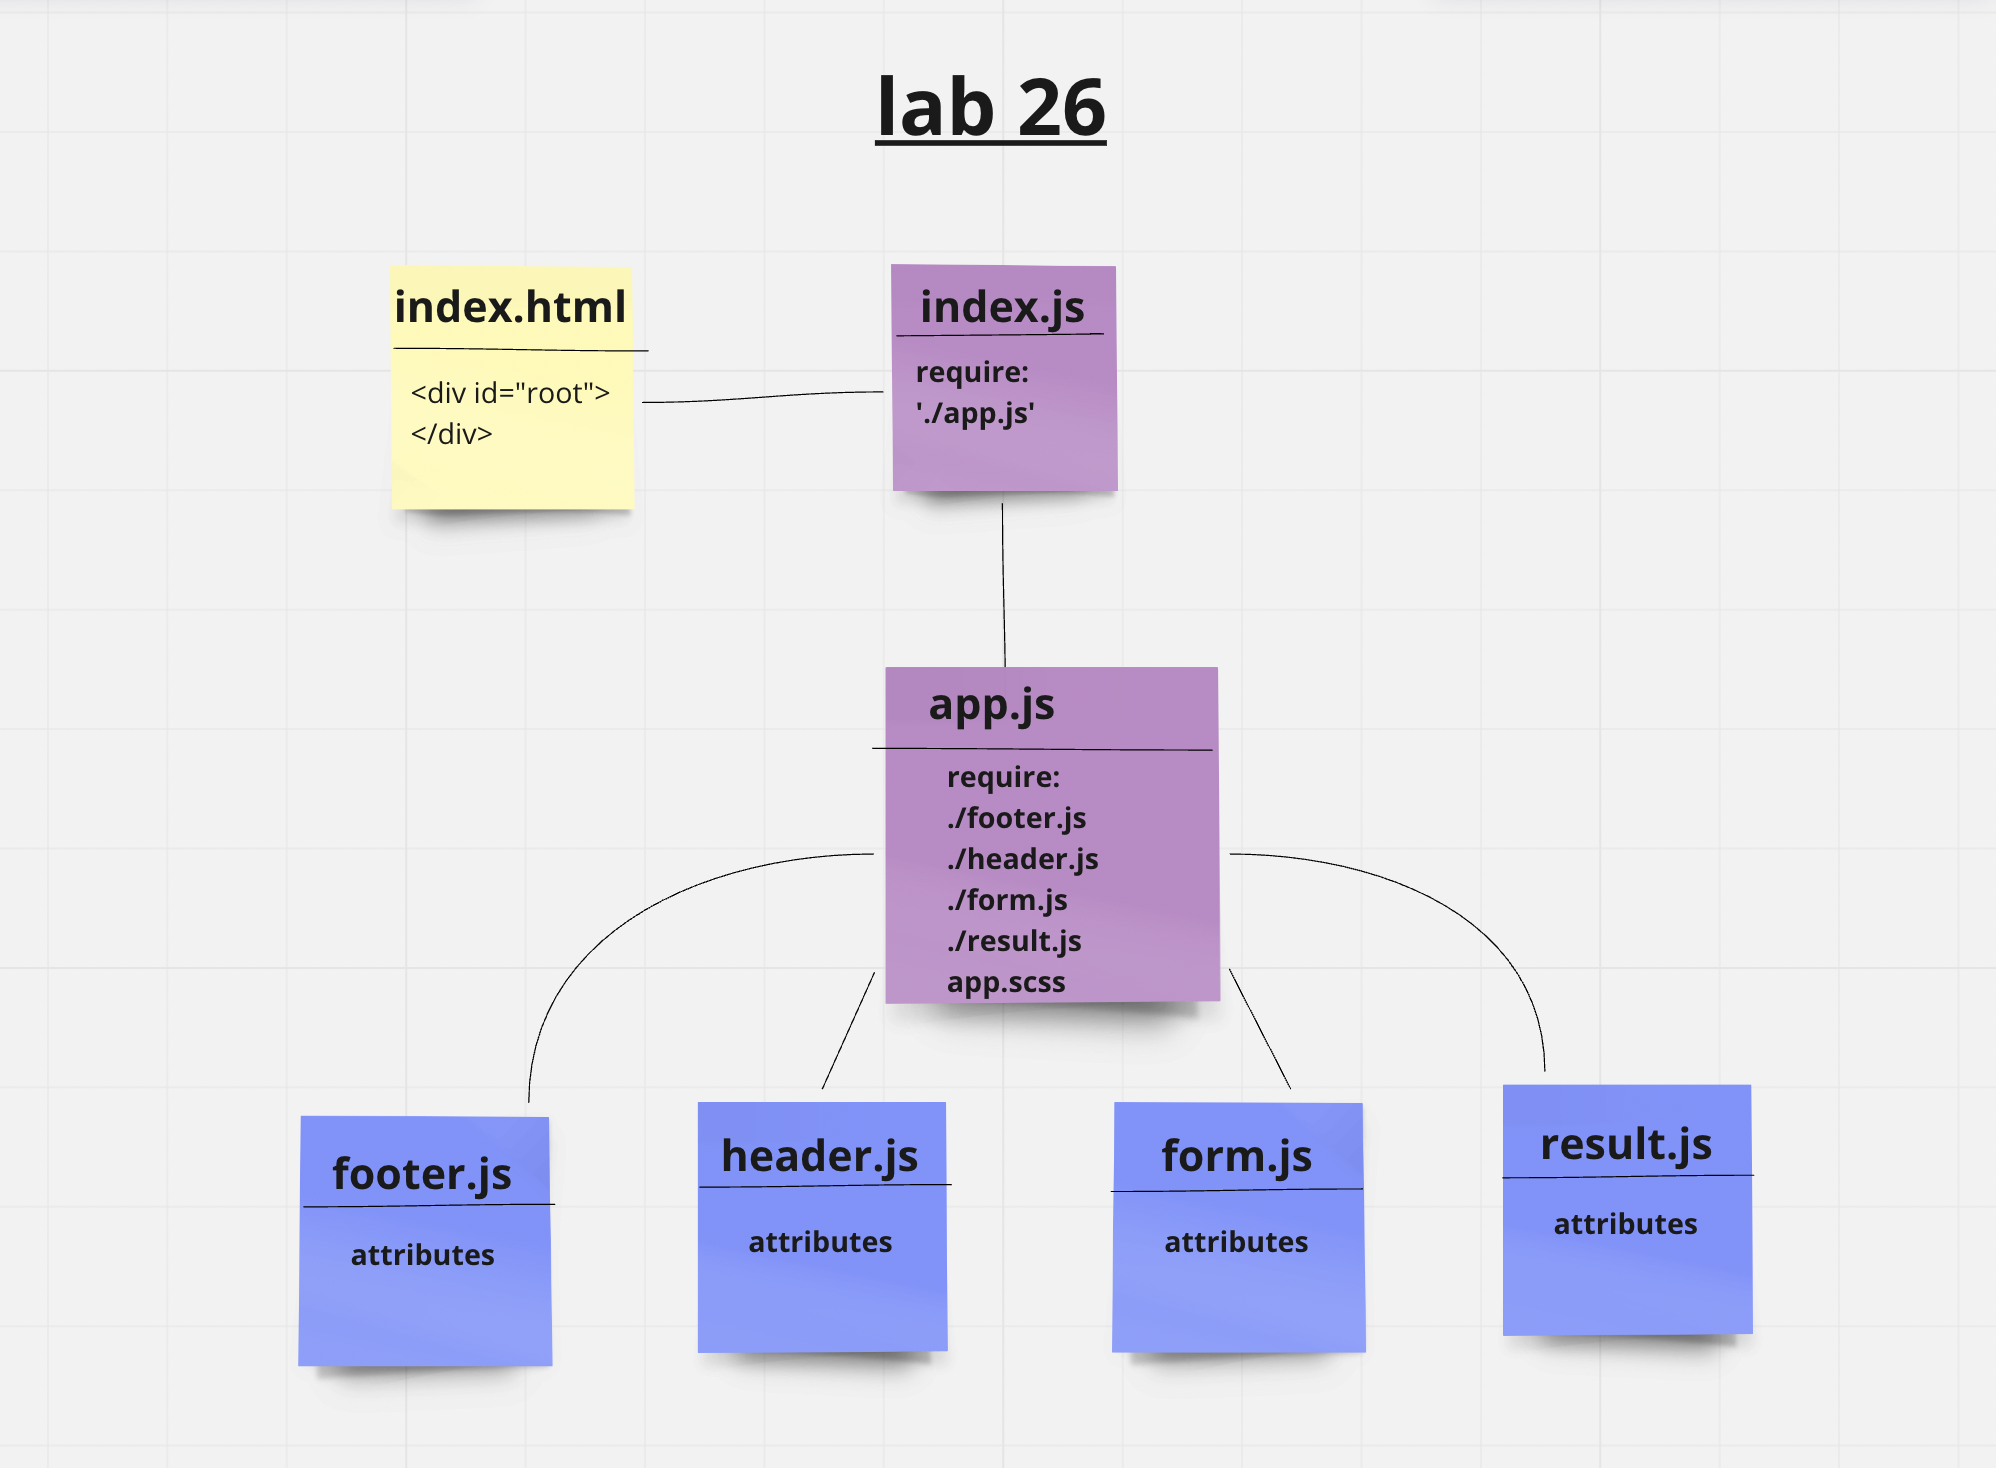 lab 26
index.html
<div id="root">
</div>
index.js
require:
'./app.js'
app.js
require:
./footer.js
./header.js
./form.js
./result.js
app.scss
footer.js
attributes
header.js
attributes
form.js
attributes
result.js
attributes